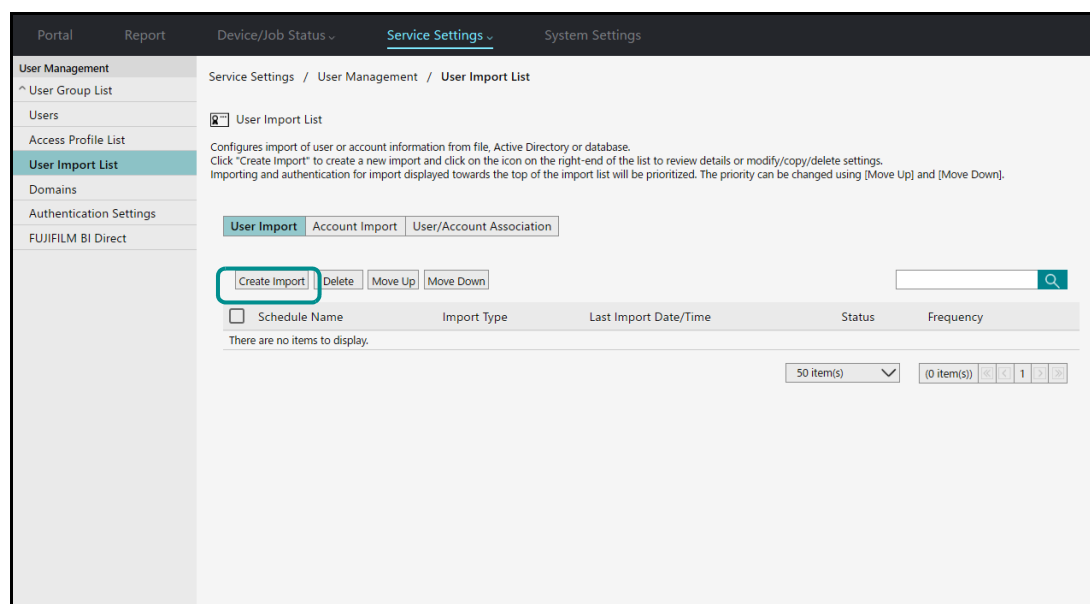 Portal Report Device/Job Status Service Settings System Settings
User Management
User Group List
Users
Access Profile List
User Import List
Domains
Authentication Settings
FUJIFILM BI Direct
Service Settings / User Management / User Import List
User Import List
Configures import of user or account information from file, Active Directory or database.
Click "Create Import" to create a new import and click on the icon on the right-end of the list to review details or modify/copy/delete settings.
Importing and authentication for import displayed towards the top of the import list will be prioritized. The priority can be changed using [Move Up] and [Move Down].
User Import Account Import User/Account Association
Create Import Delete Move Up Move Down
Schedule Name Import Type Last Import Date/Time Status Frequency
There are no items to display.
50 item(s) (0 item(s)) 1